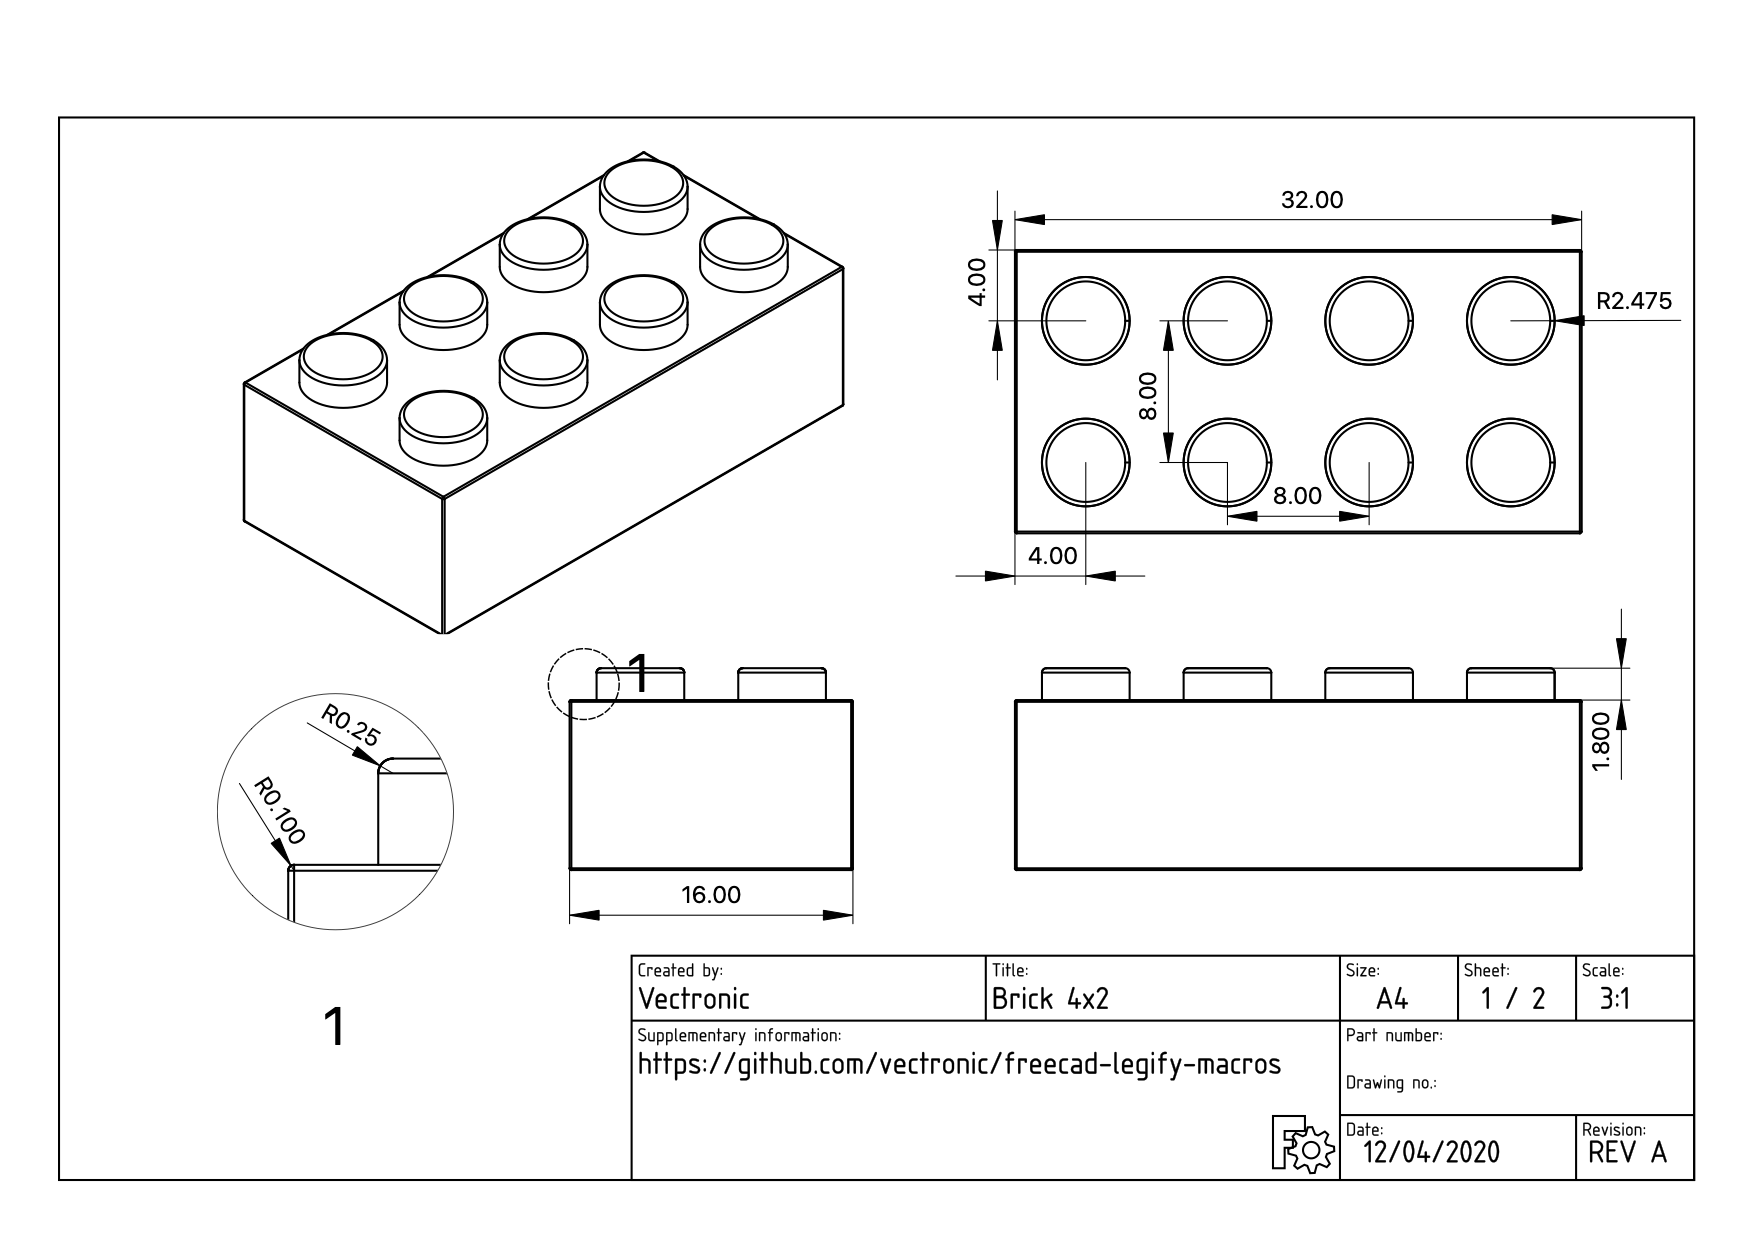 32.00
4.00
R2.475
8.00
8.00
4.00
1
1.800
R0.25
R0.100
16.00
1
Created by:
Vectronic
Title:
Brick 4x2
Size:
A4
Sheet:
1 / 2
Scale:
3:1
Supplementary information:
https://github.com/vectronic/freecad-legify-macros
Part number:
Drawing no.:
Date:
12/04/2020
Revision:
REV A